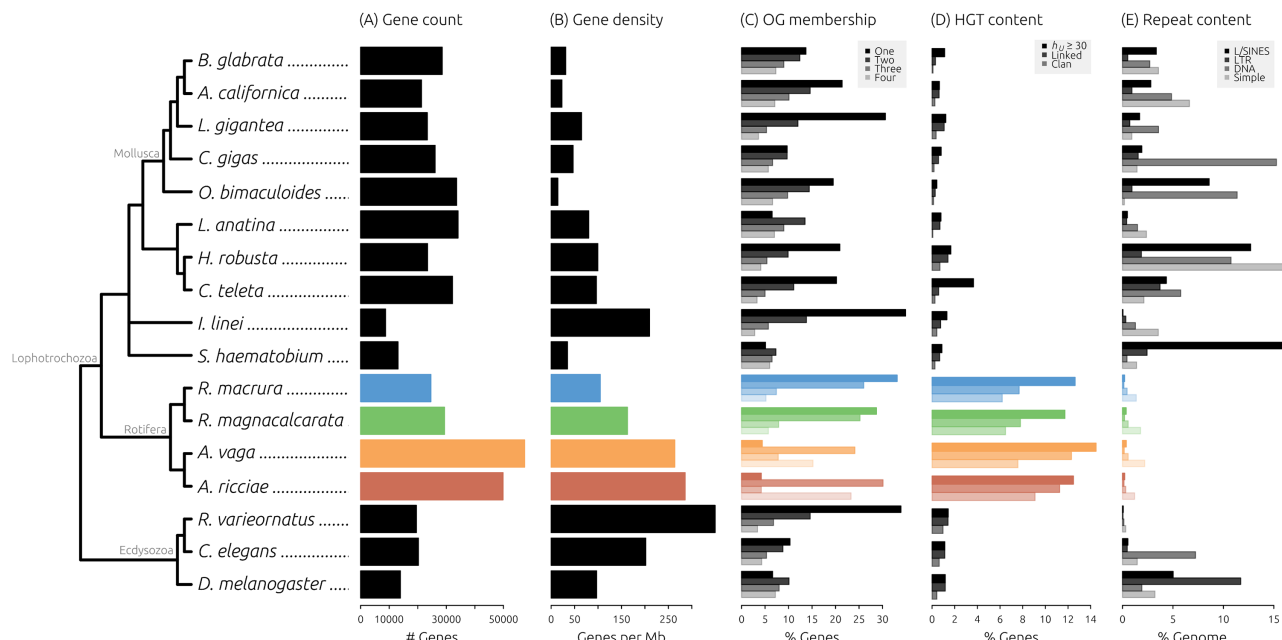 (A) Gene count
(B) Gene density
(C) OG membership
(D) HGT content
(E) Repeat content
One
Two
Three
Four
hU ≥ 30
Linked
Clan
L/SINES
LTR
DNA
Simple
B. glabrata ..............
A. californica ..........
L. gigantea .............
C. gigas ..................
O. bimaculoides .....
L. anatina ...............
H. robusta ..............
C. teleta .................
I. linei .....................
S. haematobium .....
R. macrura
R. magnacalcarata
A. vaga ...................
A. ricciae ................
R. varieornatus .......
C. elegans ...............
D. melanogaster ....
Mollusca
Lophotrochozoa
Rotifera
Ecdysozoa
0 10000 30000 50000
0 50 150 250
0 5 10 15 20 25 30
0 2 4 6 8 10 12 14
0 5 10 15
# Genes
Genes per Mb
% Genes
% Genes
% Genome